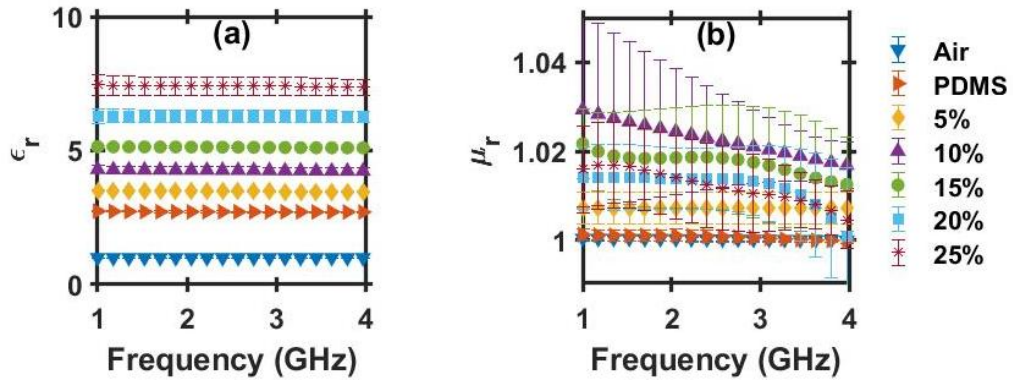 10
(a)
5
0
ϵr
1 2 3 4
Frequency (GHz)
(b)
1.04
1.02
1
μr
1 2 3 4
Frequency (GHz)
Air
PDMS
5%
10%
15%
20%
25%